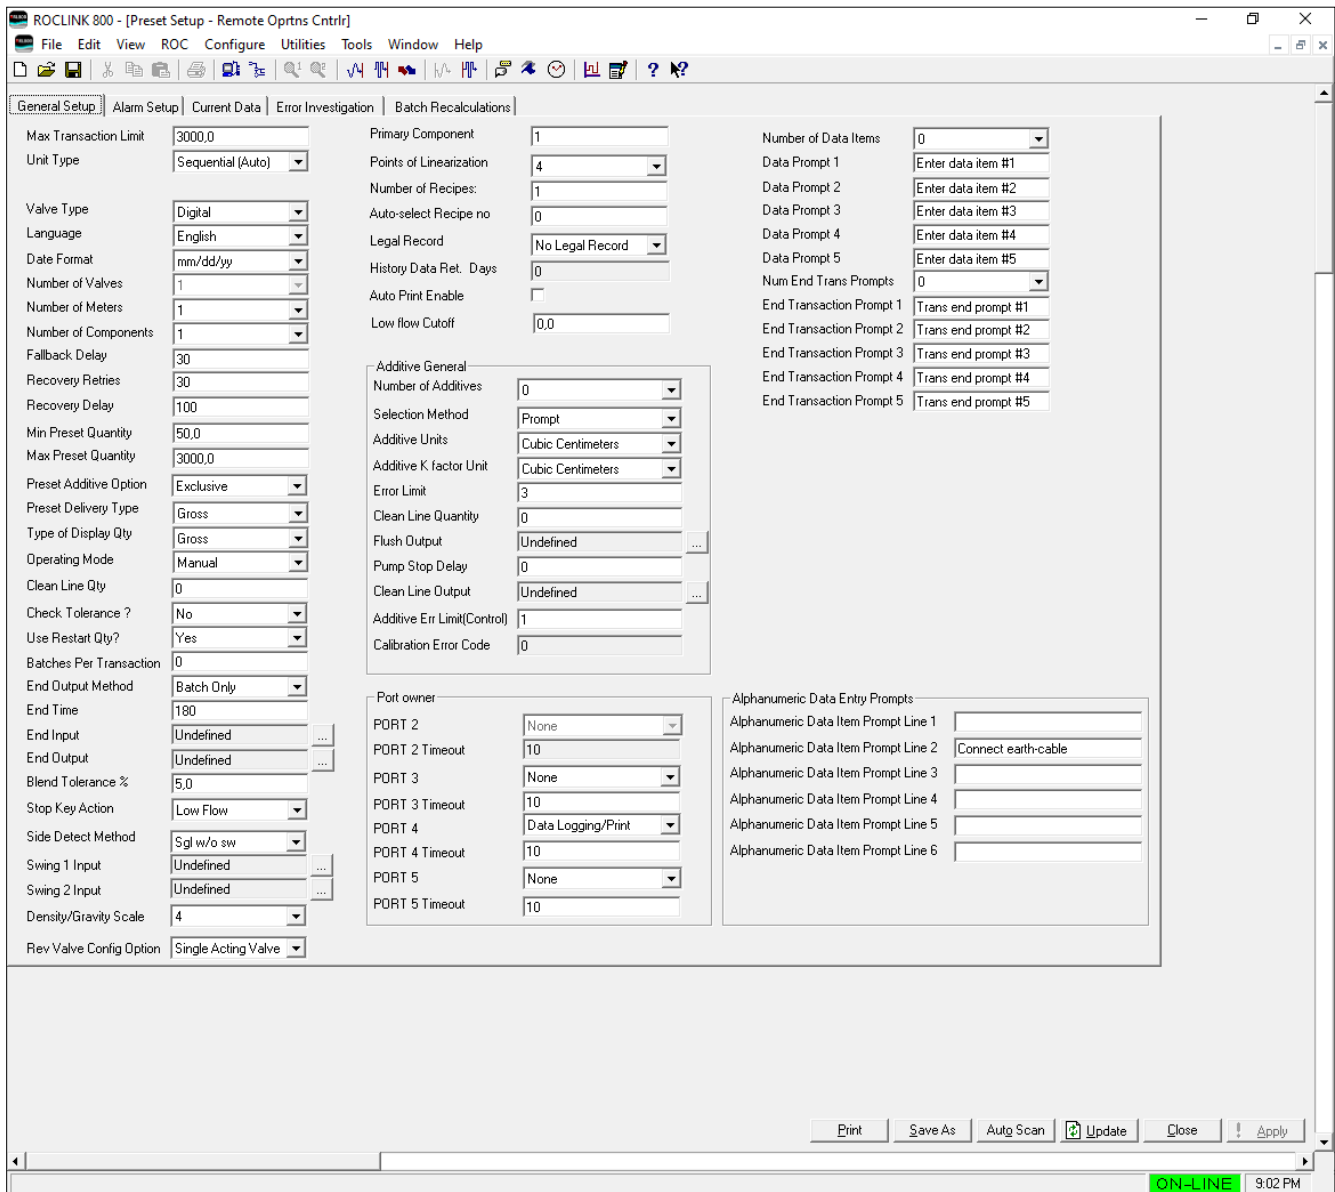 ROCLINK 800 - [Preset Setup - Remote Oprtns Cntrlr]
File Edit View ROC Configure Utilities Tools Window Help
General Setup Alarm Setup Current Data Error Investigation Batch Recalculations
Max Transaction Limit 3000,0
Unit Type Sequential (Auto)
Valve Type Digital
Language English
Date Format mm/dd/yy
Number of Valves 1
Number of Meters 1
Number of Components 1
Fallback Delay 30
Recovery Retries 30
Recovery Delay 100
Min Preset Quantity 50,0
Max Preset Quantity 3000,0
Preset Additive Option Exclusive
Preset Delivery Type Gross
Type of Display Qty Gross
Operating Mode Manual
Clean Line Qty 0
Check Tolerance ? No
Use Restart Qty? Yes
Batches Per Transaction 0
End Output Method Batch Only
End Time 180
End Input Undefined ...
End Output Undefined ...
Blend Tolerance % 5,0
Stop Key Action Low Flow
Side Detect Method Sgl w/o sw
Swing 1 Input Undefined ...
Swing 2 Input Undefined ...
Density/Gravity Scale 4
Rev Valve Config Option Single Acting Valve
Primary Component 1
Points of Linearization 4
Number of Recipes: 1
Auto-select Recipe no 0
Legal Record No Legal Record
History Data Ret. Days 0
Auto Print Enable
Low flow Cutoff 0,0
Additive General
Number of Additives 0
Selection Method Prompt
Additive Units Cubic Centimeters
Additive K factor Unit Cubic Centimeters
Error Limit 3
Clean Line Quantity 0
Flush Output Undefined ...
Pump Stop Delay 0
Clean Line Output Undefined ...
Additive Err Limit(Control) 1
Calibration Error Code 0
Port owner
PORT 2 None
PORT 2 Timeout 10
PORT 3 None
PORT 3 Timeout 10
PORT 4 Data Logging/Print
PORT 4 Timeout 10
PORT 5 None
PORT 5 Timeout 10
Number of Data Items 0
Data Prompt 1 Enter data item #1
Data Prompt 2 Enter data item #2
Data Prompt 3 Enter data item #3
Data Prompt 4 Enter data item #4
Data Prompt 5 Enter data item #5
Num End Trans Prompts 0
End Transaction Prompt 1 Trans end prompt #1
End Transaction Prompt 2 Trans end prompt #2
End Transaction Prompt 3 Trans end prompt #3
End Transaction Prompt 4 Trans end prompt #4
End Transaction Prompt 5 Trans end prompt #5
Alphanumeric Data Entry Prompts
Alphanumeric Data Item Prompt Line 1
Alphanumeric Data Item Prompt Line 2 Connect earth-cable
Alphanumeric Data Item Prompt Line 3
Alphanumeric Data Item Prompt Line 4
Alphanumeric Data Item Prompt Line 5
Alphanumeric Data Item Prompt Line 6
Print Save As Auto Scan Update Close ! Apply
ON-LINE 9:02 PM